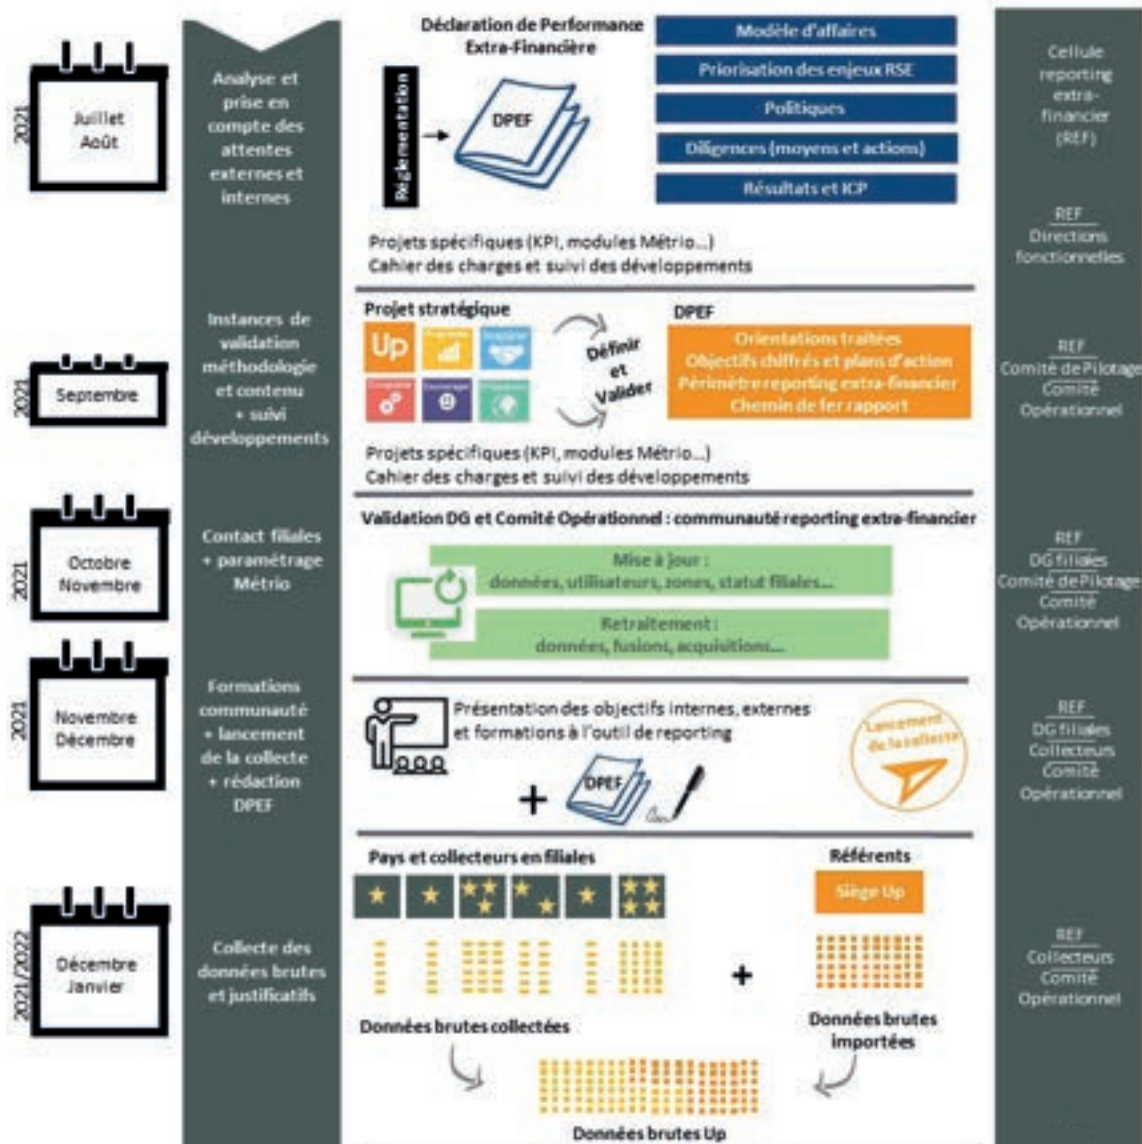 2021
Juillet
Août
Analyse et
prise en
compte des
attentes
externes et
internes
Déclaration de Performance
Extra-Financière
Réglementation
DPEF
Modèle d'affaires
Priorisation des enjeux RSE
Politiques
Diligences (moyens et actions)
Résultats et ICP
Projets spécifiques (KPI, modules Métrio...)
Cahier des charges et suivi des développements
Cellule
reporting
extra-
financier
(REF)
REF
Directions
fonctionnelles
2021
Septembre
Instances de
validation
méthodologie
et contenu
+ suivi
développements
Projet stratégique
Up
Définir
et
Valider
DPEF
Orientations traitées
Objectifs chiffrés et plans d'action
Périmètre reporting extra-financier
Chemin de fer rapport
Projets spécifiques (KPI, modules Métrio...)
Cahier des charges et suivi des développements
REF
Comité de Pilotage
Comité
Opérationnel
2021
Octobre
Novembre
Contact filiales
+ paramétrage
Métrio
Validation DG et Comité Opérationnel : communauté reporting extra-financier
Mise à jour :
données, utilisateurs, zones, statut filiales...
Retraitement :
données, fusions, acquisitions...
REF
DG filiales
Comité de Pilotage
Comité
Opérationnel
2021
Novembre
Décembre
Formations
communauté
+ lancement
de la collecte
+ rédaction
DPEF
Présentation des objectifs internes, externes
et formations à l'outil de reporting
+
DPEF
Lancement
de la collecte
REF
DG filiales
Collecteurs
Comité
Opérationnel
2021/2022
Décembre
Janvier
Collecte des
données brutes
et justificatifs
Pays et collecteurs en filiales
Référents
Siège Up
+
Données brutes collectées
Données brutes
importées
Données brutes Up
REF
Collecteurs
Comité
Opérationnel